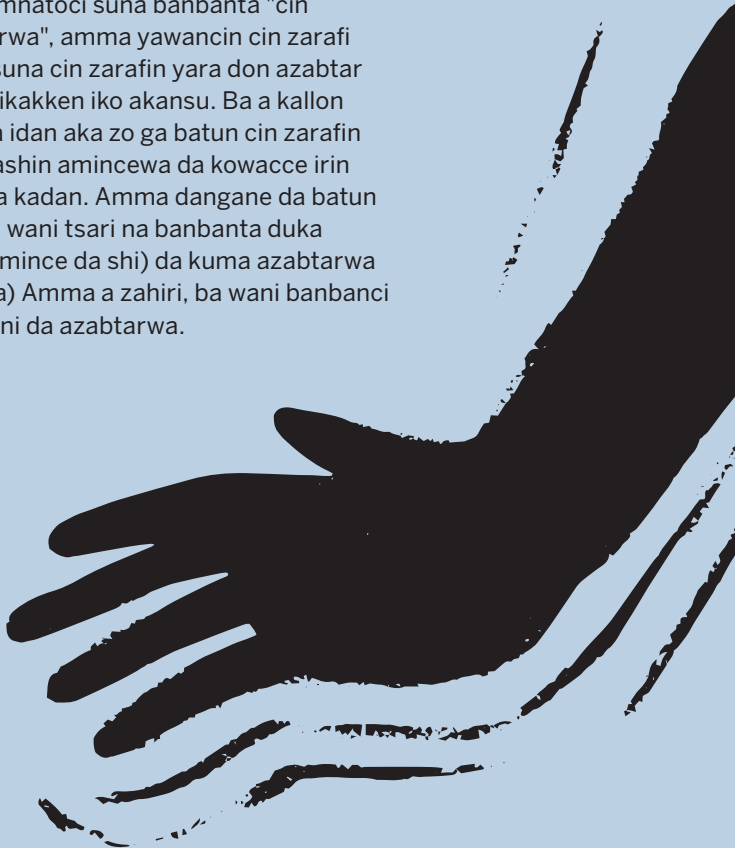 suna banbanta "cin
amma yawancin cin zarafi
suna cin zarafin yara don azabtar
iko akansu. Ba a kallon
idan aka zo ga batun cin zarafin
amincewa da kowacce irin
kadan. Amma dangane da batun
wani tsari na banbanta duka
da shi) da kuma azabtarwa
Amma a zahiri, ba wani banbanci
da azabtarwa.